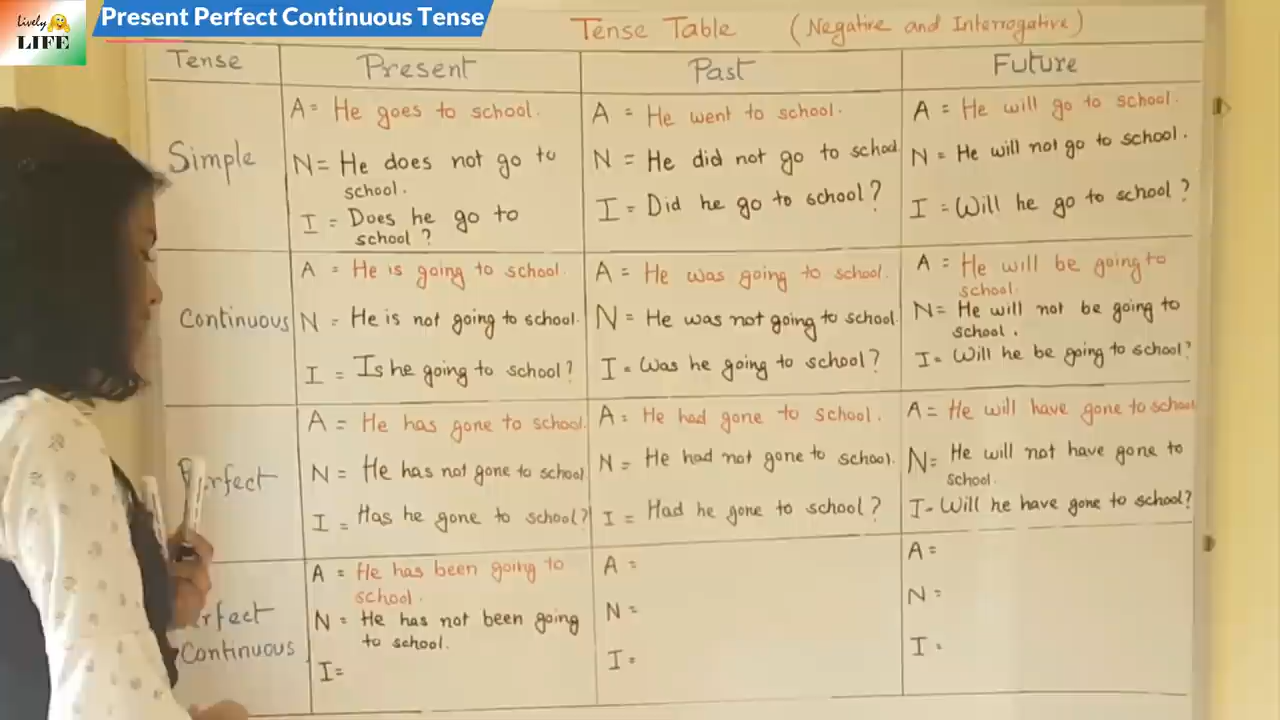 Lively
LIFE
Present Perfect Continuous Tense
Tense Table (Negative and Interrogative)
Tense
Present
Past
Future
Simple
A = He goes to school.
N = He does not go to
school.
I = Does he go to
school?
A = He went to school.
N = He did not go to school
I = Did he go to school?
A = He will go to school.
N = He will not go to school.
I = Will he go to school?
Continuous
A = He is going to school.
N = He is not going to school.
I = Is he going to school?
A = He was going to school.
N = He was not going to school.
I = Was he going to school?
A = He will be going to
school.
N = He will not be going to
school.
I = Will he be going to school?
Perfect
A = He has gone to school.
N = He has not gone to school
I = Has he gone to school?
A = He had gone to school.
N = He had not gone to school.
I = Had he gone to school?
A = He will have gone to school
N = He will not have gone to
school.
I - Will he have gone to school?
Continuous
A = He has been going to
school.
N = He has not been going
to school.
I =
A =
N =
I =
A =
N =
I =